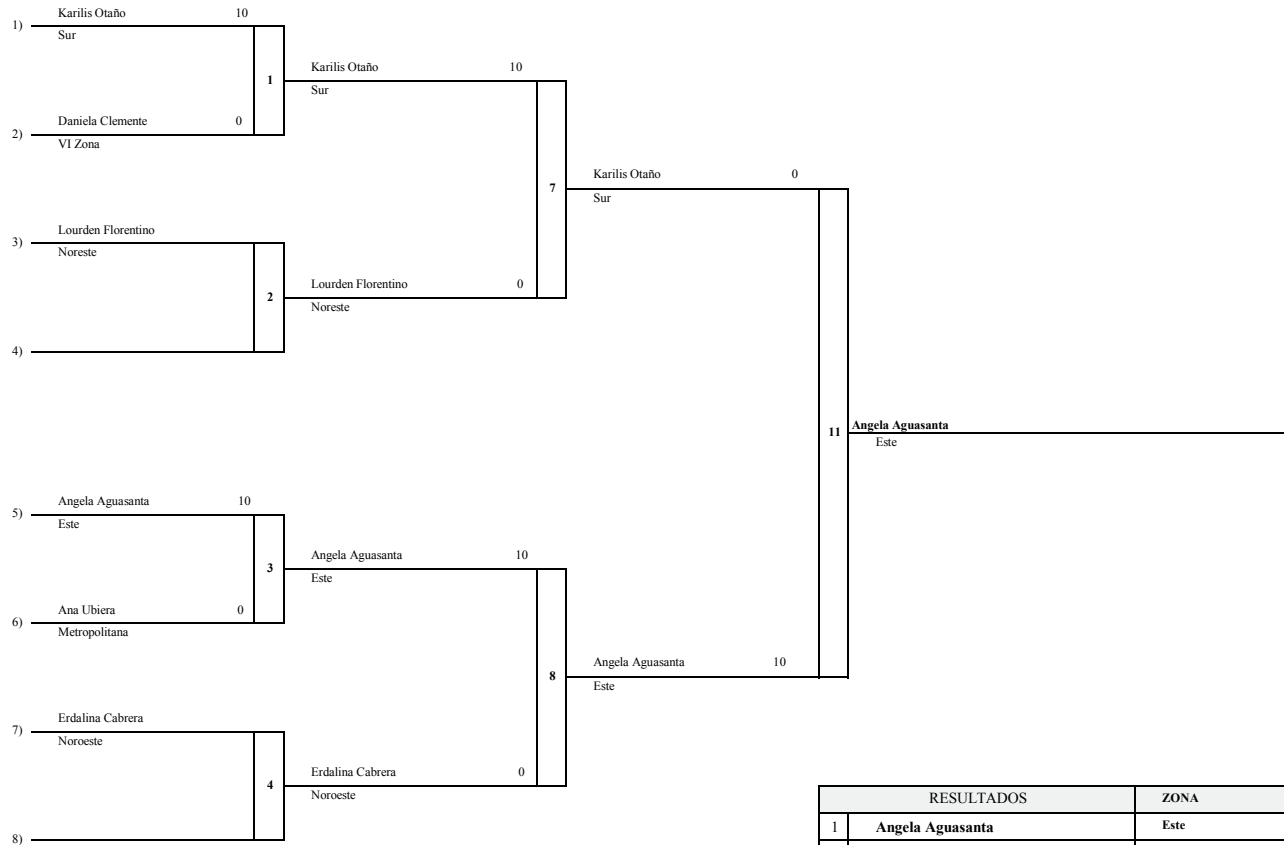 Karilis Otaño 10
1)
Sur
1
Daniela Clemente 0
2)
VI Zona
Karilis Otaño 10
Sur
Lourden Florentino
3)
Noreste
2
4)
Lourden Florentino 0
Noreste
7
Karilis Otaño 0
Sur
Angela Aguasanta 10
5)
Este
3
Ana Ubiera 0
6)
Metropolitana
Angela Aguasanta 10
Este
Erdalina Cabrera
7)
Noroeste
4
8)
Erdalina Cabrera 0
Noroeste
8
Angela Aguasanta 10
Este
11
Angela Aguasanta
Este
RESULTADOS ZONA
1 Angela Aguasanta Este